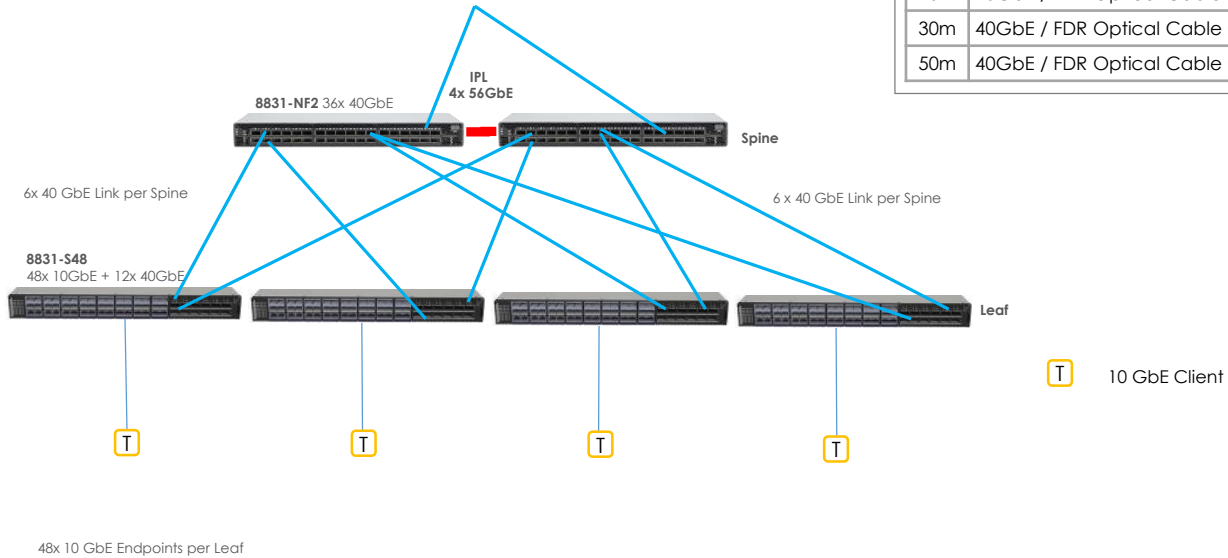 30m 40GbE / FDR Optical Cable
50m 40GbE / FDR Optical Cable
IPL
4x 56GbE
8831-NF2 36x 40GbE
Spine
6x 40 GbE Link per Spine
6 x 40 GbE Link per Spine
8831-S48
48x 10GbE + 12x 40GbE
Leaf
T 10 GbE Client
T
T
T
T
48x 10 GbE Endpoints per Leaf